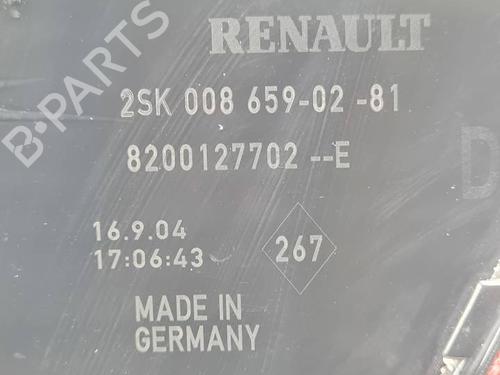 RENAULT
2SK 008 659-02-81
8200127702--E
D
16.9.04
17:06:43
267
MADE IN
GERMANY
B-PARTS